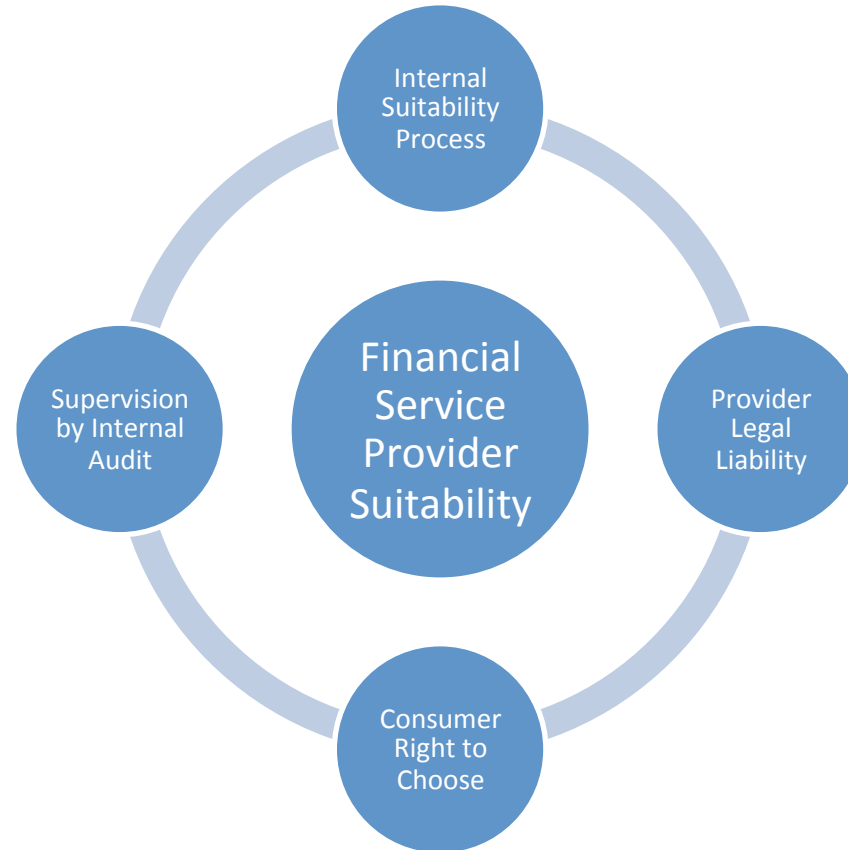 Internal
Suitability
Process
Financial
Service
Provider
Suitability
Supervision
by Internal
Audit
Provider
Legal
Liability
Consumer
Right to
Choose